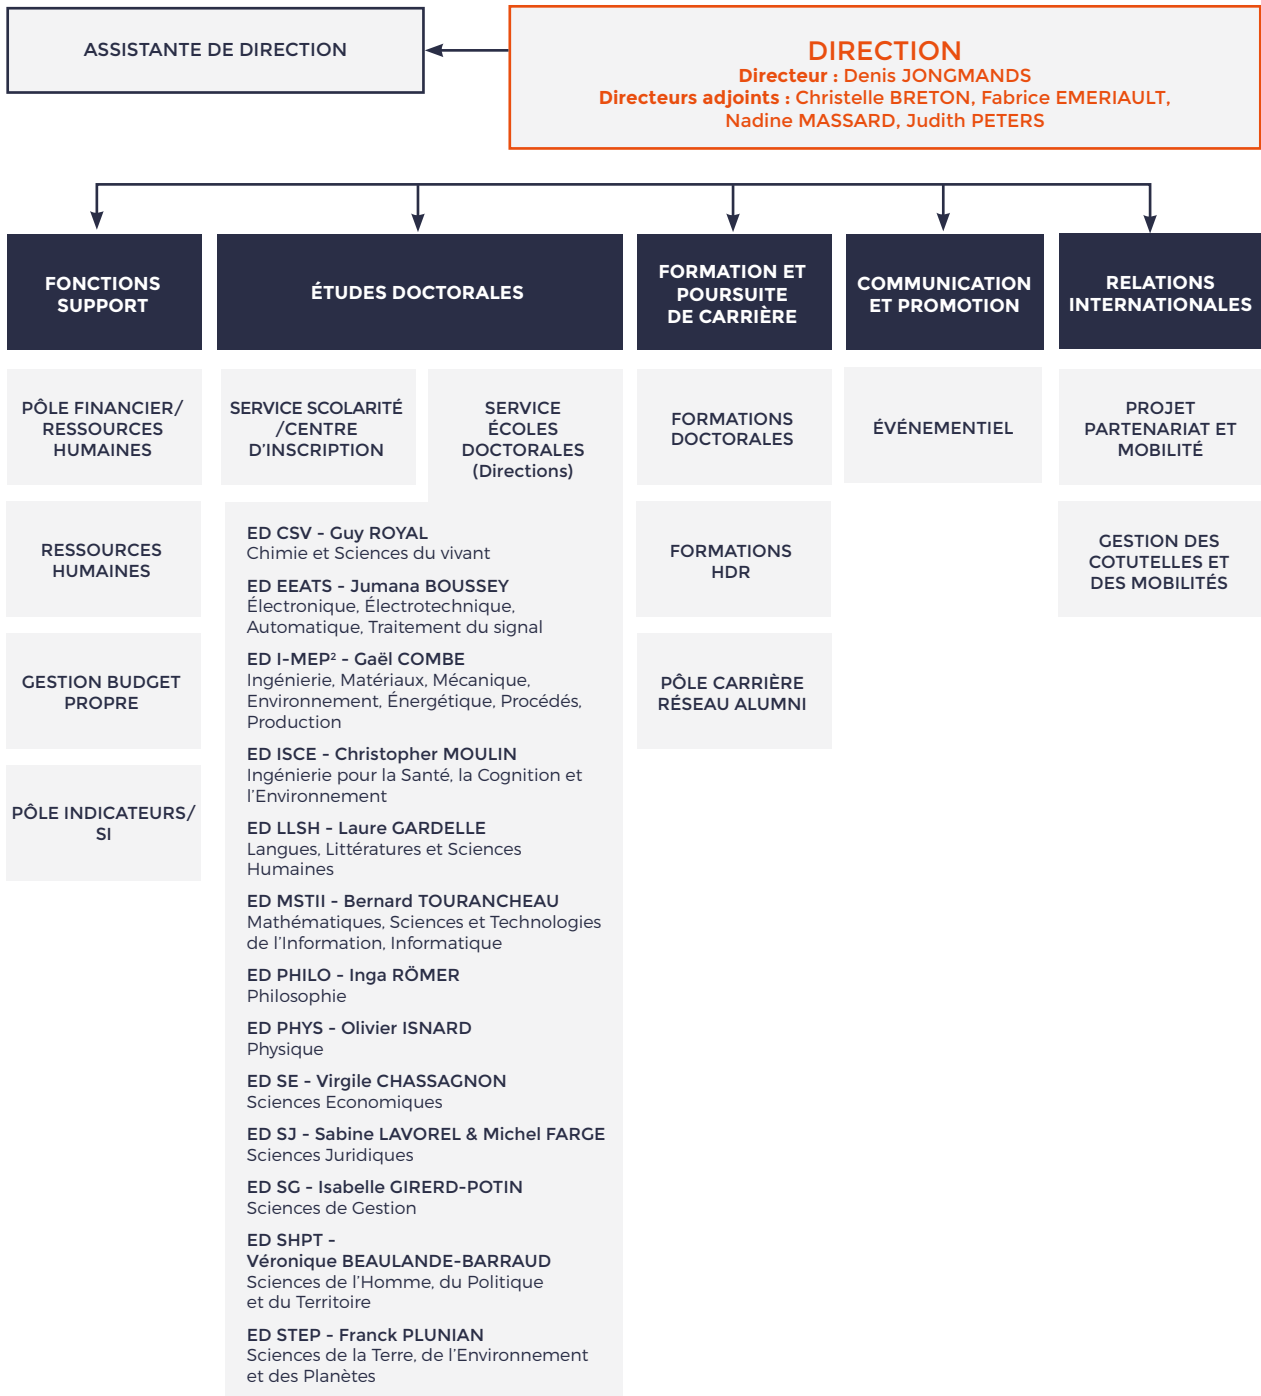 ASSISTANTE DE DIRECTION
DIRECTION
Directeur : Denis JONGMANDS
Directeurs adjoints : Christelle BRETON, Fabrice EMERIAULT,
Nadine MASSARD, Judith PETERS
FONCTIONS
SUPPORT
ÉTUDES DOCTORALES
FORMATION ET
POURSUITE
DE CARRIÈRE
COMMUNICATION
ET PROMOTION
RELATIONS
INTERNATIONALES
PÔLE FINANCIER/
RESSOURCES
HUMAINES
RESSOURCES
HUMAINES
GESTION BUDGET
PROPRE
PÔLE INDICATEURS/
SI
SERVICE SCOLARITÉ
/CENTRE
D'INSCRIPTION
SERVICE
ÉCOLES
DOCTORALES
(Directions)
ED CSV - Guy ROYAL
Chimie et Sciences du vivant
ED EEATS - Jumana BOUSSEY
Électronique, Électrotechnique,
Automatique, Traitement du signal
ED I-MEP² - Gaël COMBE
Ingénierie, Matériaux, Mécanique,
Environnement, Énergétique, Procédés,
Production
ED ISCE - Christopher MOULIN
Ingénierie pour la Santé, la Cognition et
l'Environnement
ED LLSH - Laure GARDELLE
Langues, Littératures et Sciences
Humaines
ED MSTII - Bernard TOURANCHEAU
Mathématiques, Sciences et Technologies
de l'Information, Informatique
ED PHILO - Inga RÖMER
Philosophie
ED PHYS - Olivier ISNARD
Physique
ED SE - Virgile CHASSAGNON
Sciences Economiques
ED SJ - Sabine LAVOREL & Michel FARGE
Sciences Juridiques
ED SG - Isabelle GIRERD-POTIN
Sciences de Gestion
ED SHPT -
Véronique BEAULANDE-BARRAUD
Sciences de l'Homme, du Politique
et du Territoire
ED STEP - Franck PLUNIAN
Sciences de la Terre, de l'Environnement
et des Planètes
FORMATIONS
DOCTORALES
FORMATIONS
HDR
PÔLE CARRIÈRE
RÉSEAU ALUMNI
ÉVÉNEMENTIEL
PROJET
PARTENARIAT ET
MOBILITÉ
GESTION DES
COTUTELLES ET
DES MOBILITÉS